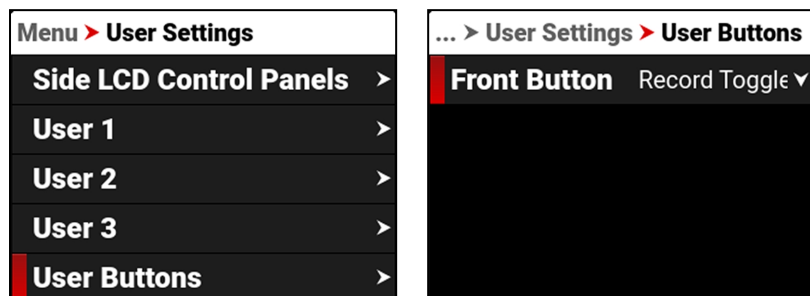 Menu > User Settings
Side LCD Control Panels
User 1
User 2
User 3
User Buttons
... > User Settings > User Buttons
Front Button Record Toggle